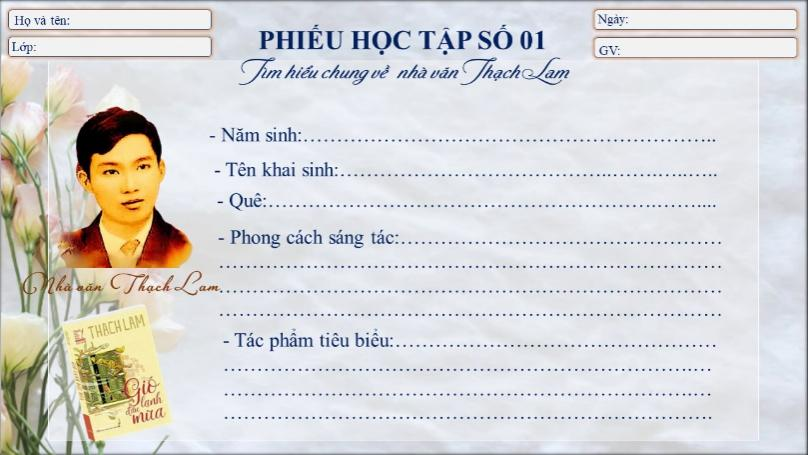 Họ và tên:
Lớp:
PHIẾU HỌC TẬP SỐ 01
Tìm hiểu chung về nhà văn Thạch Lam
Ngày:
GV:
- Năm sinh:……………………………………………………..
- Tên khai sinh:…………………………………..…….…….…..
- Quê:…………………………………………………………...
- Phong cách sáng tác:…………………………………………
…………………………………………………………………
…………………………………………………………………
…………………………………………………………………
- Tác phẩm tiêu biểu:…………………………………………
………………………………………………………………
………………………………………………………………
………………………………………………………………
Nhà văn Thạch Lam
THẠCH LAM
Gió
lạnh
đầu
mùa